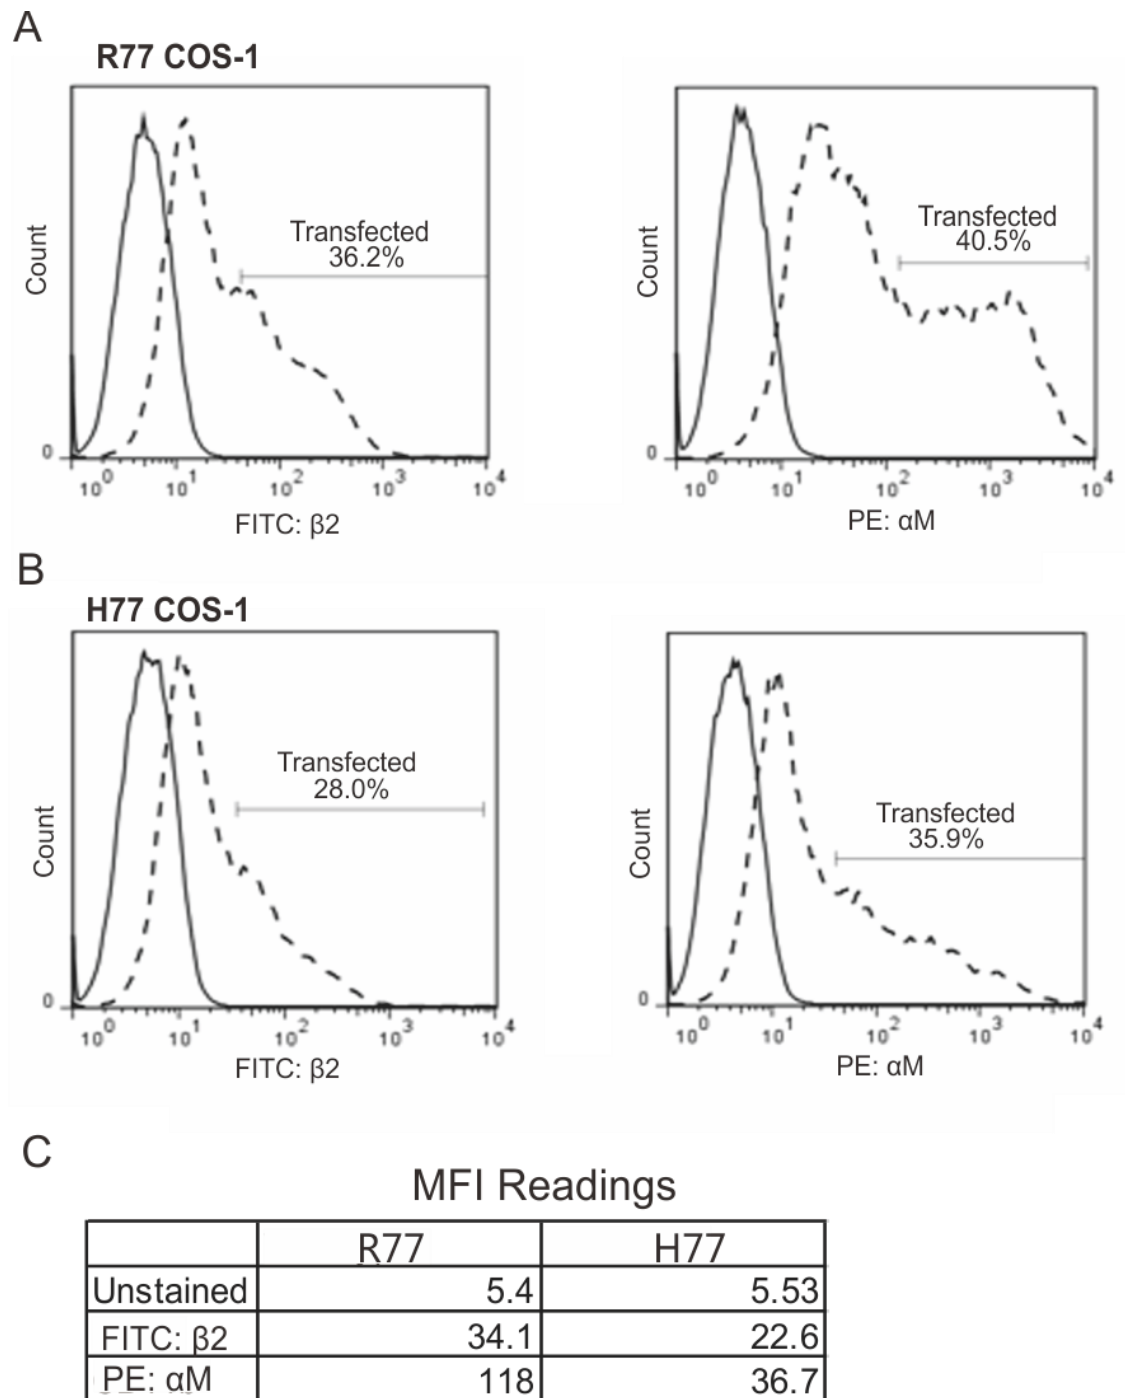 A
R77 COS-1
Count
Transfected
36.2%
0
10^0 10^1 10^2 10^3 10^4
FITC: β2
Count
Transfected
40.5%
0
10^0 10^1 10^2 10^3 10^4
PE: αM
B
H77 COS-1
Count
Transfected
28.0%
0
10^0 10^1 10^2 10^3 10^4
FITC: β2
Count
Transfected
35.9%
0
10^0 10^1 10^2 10^3 10^4
PE: αM
C
MFI Readings
R77 H77
Unstained 5.4 5.53
FITC: β2 34.1 22.6
PE: αM 118 36.7